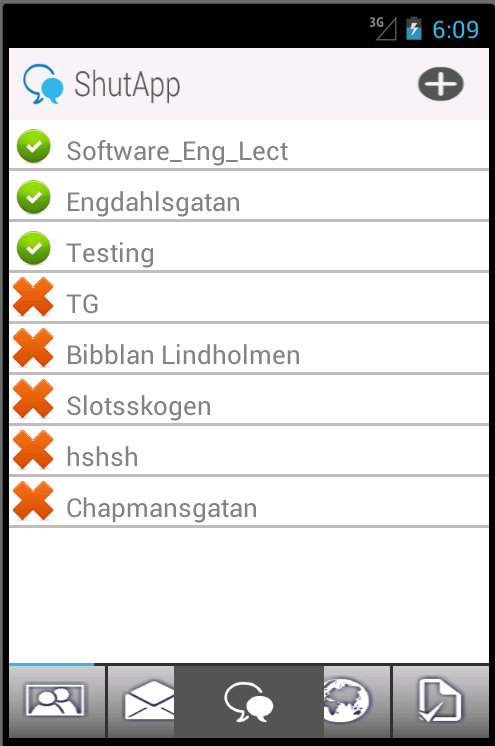 3G 6:09
ShutApp
Software_Eng_Lect
Engdahlsgatan
Testing
TG
Bibblan Lindholmen
Slotsskogen
hshsh
Chapmansgatan